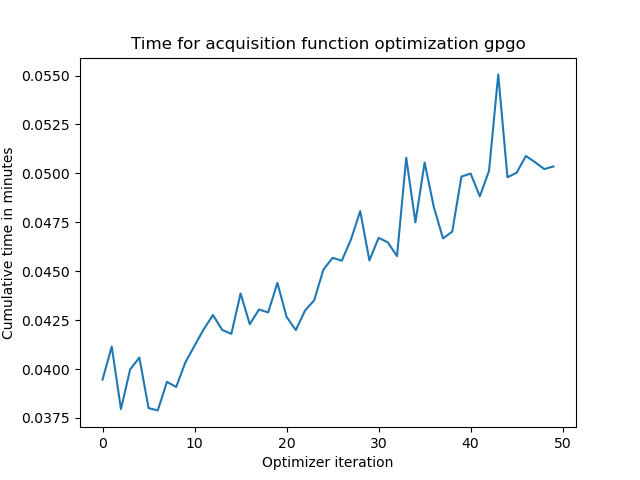 Time for acquisition function optimization gpgo
0.0550
0.0525
0.0500
0.0475
0.0450
0.0425
0.0400
0.0375
Cumulative time in minutes
0 10 20 30 40 50
Optimizer iteration